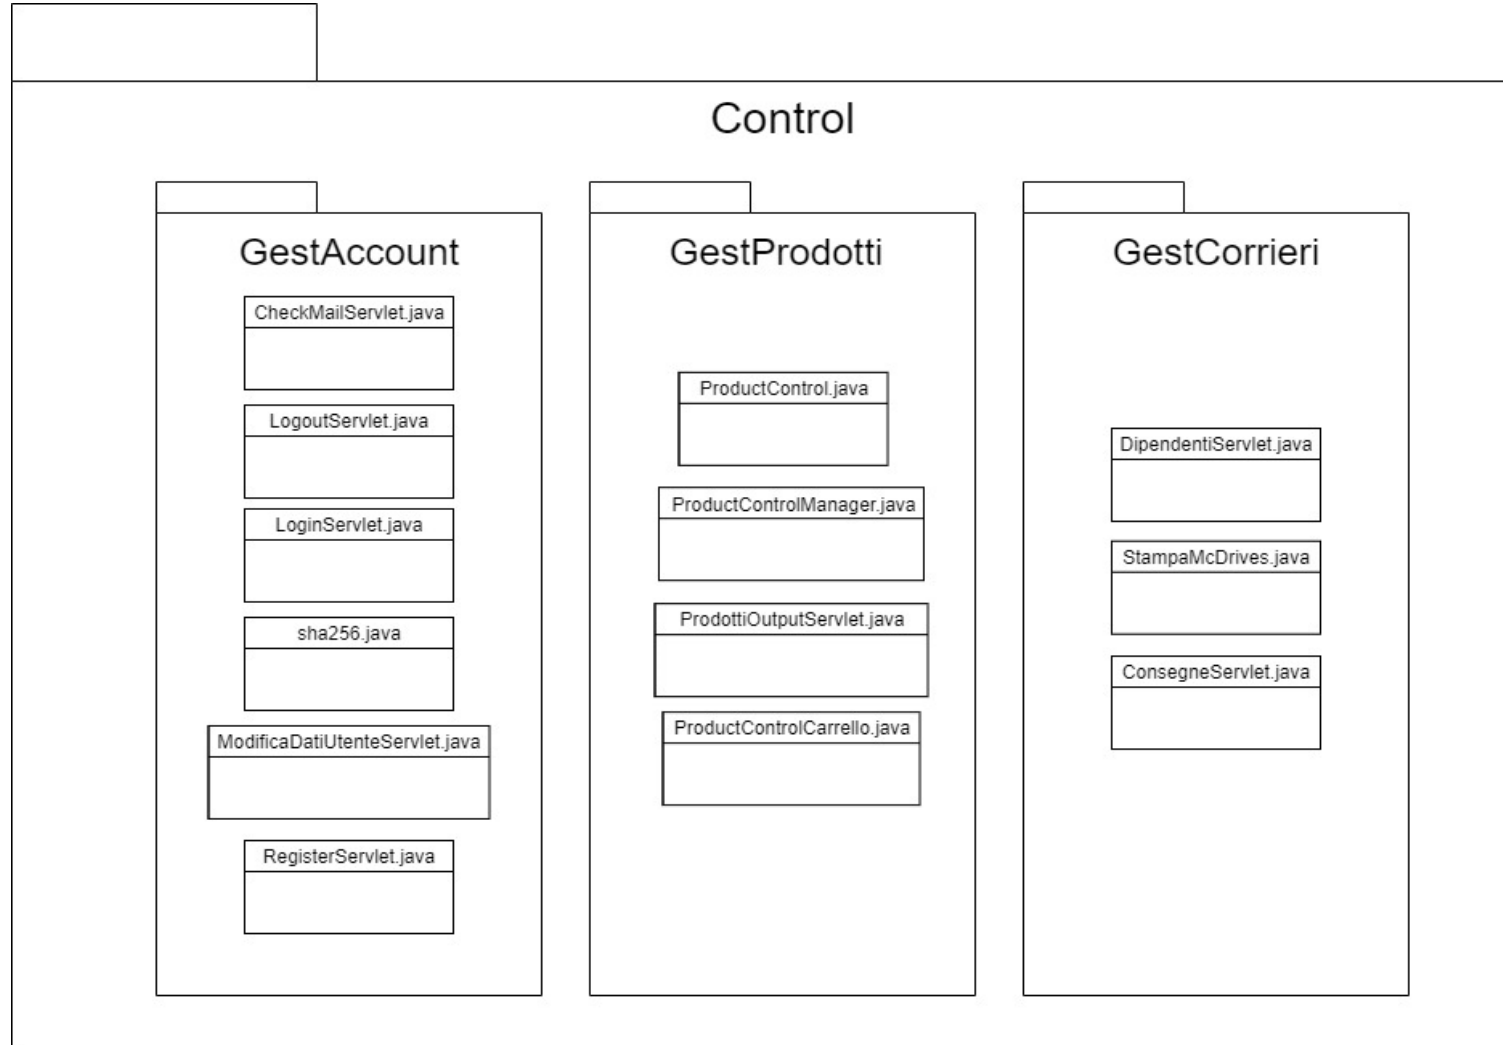 Control
GestAccount
CheckMailServlet.java
LogoutServlet.java
LoginServlet.java
sha256.java
ModificaDatiUtenteServlet.java
RegisterServlet.java
GestProdotti
ProductControl.java
ProductControlManager.java
ProdottiOutputServlet.java
ProductControlCarrello.java
GestCorrieri
DipendentiServlet.java
StampaMcDrives.java
ConsegneServlet.java